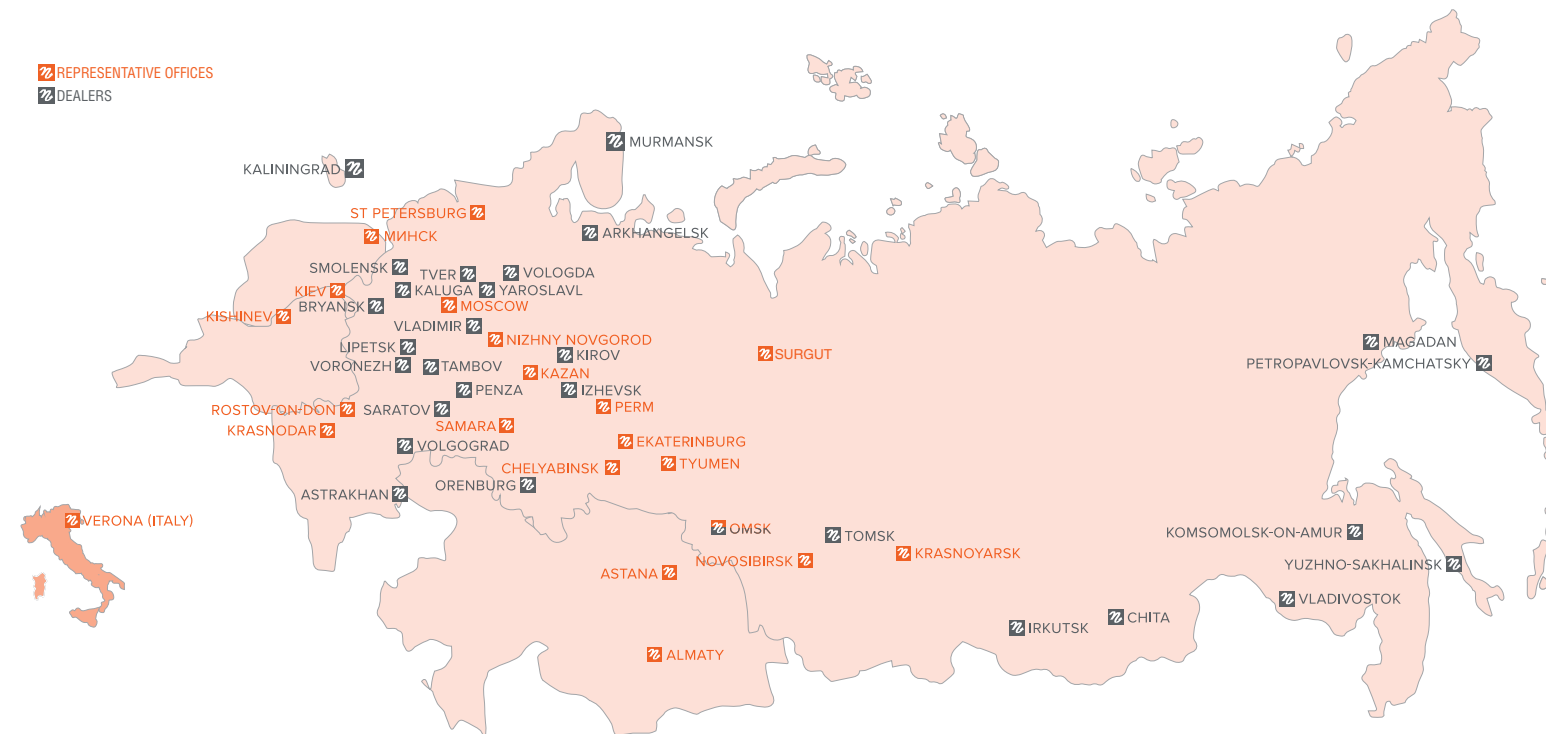 REPRESENTATIVE OFFICES
DEALERS
MURMANSK
KALININGRAD
ST PETERSBURG
МИНСК
ARKHANGELSK
SMOLENSK
TVER
VOLOGDA
KIEV
KALUGA
YAROSLAVL
BRYANSK
MOSCOW
KISHINEV
VLADIMIR
NIZHNY NOVGOROD
LIPETSK
KIROV
SURGUT
MAGADAN
VORONEZH
TAMBOV
KAZAN
PETROPAVLOVSK-KAMCHATSKY
PENZA
IZHEVSK
ROSTOV-ON-DON
SARATOV
PERM
KRASNODAR
SAMARA
VOLGOGRAD
EKATERINBURG
CHELYABINSK
TYUMEN
ORENBURG
ASTRAKHAN
VERONA (ITALY)
OMSK
TOMSK
KOMSOMOLSK-ON-AMUR
NOVOSIBIRSK
KRASNOYARSK
YUZHNO-SAKHALINSK
ASTANA
VLADIVOSTOK
IRKUTSK
CHITA
ALMATY